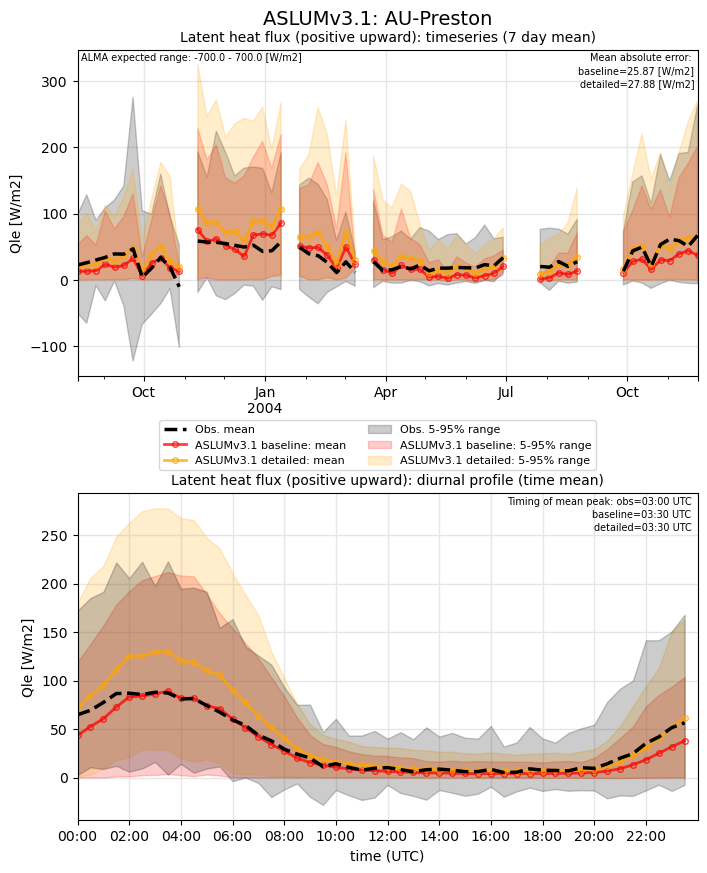 ASLUMv3.1: AU-Preston
Latent heat flux (positive upward): timeseries (7 day mean)
ALMA expected range: -700.0 - 700.0 [W/m2]
Mean absolute error:
baseline=25.87 [W/m2]
detailed=27.88 [W/m2]
Qle [W/m2]
300
200
100
0
−100
Oct
Jan
2004
Apr
Jul
Oct
Obs. mean
ASLUMv3.1 baseline: mean
ASLUMv3.1 detailed: mean
Obs. 5-95% range
ASLUMv3.1 baseline: 5-95% range
ASLUMv3.1 detailed: 5-95% range
Latent heat flux (positive upward): diurnal profile (time mean)
Timing of mean peak: obs=03:00 UTC
baseline=03:30 UTC
detailed=03:30 UTC
Qle [W/m2]
250
200
150
100
50
0
00:00 02:00 04:00 06:00 08:00 10:00 12:00 14:00 16:00 18:00 20:00 22:00
time (UTC)